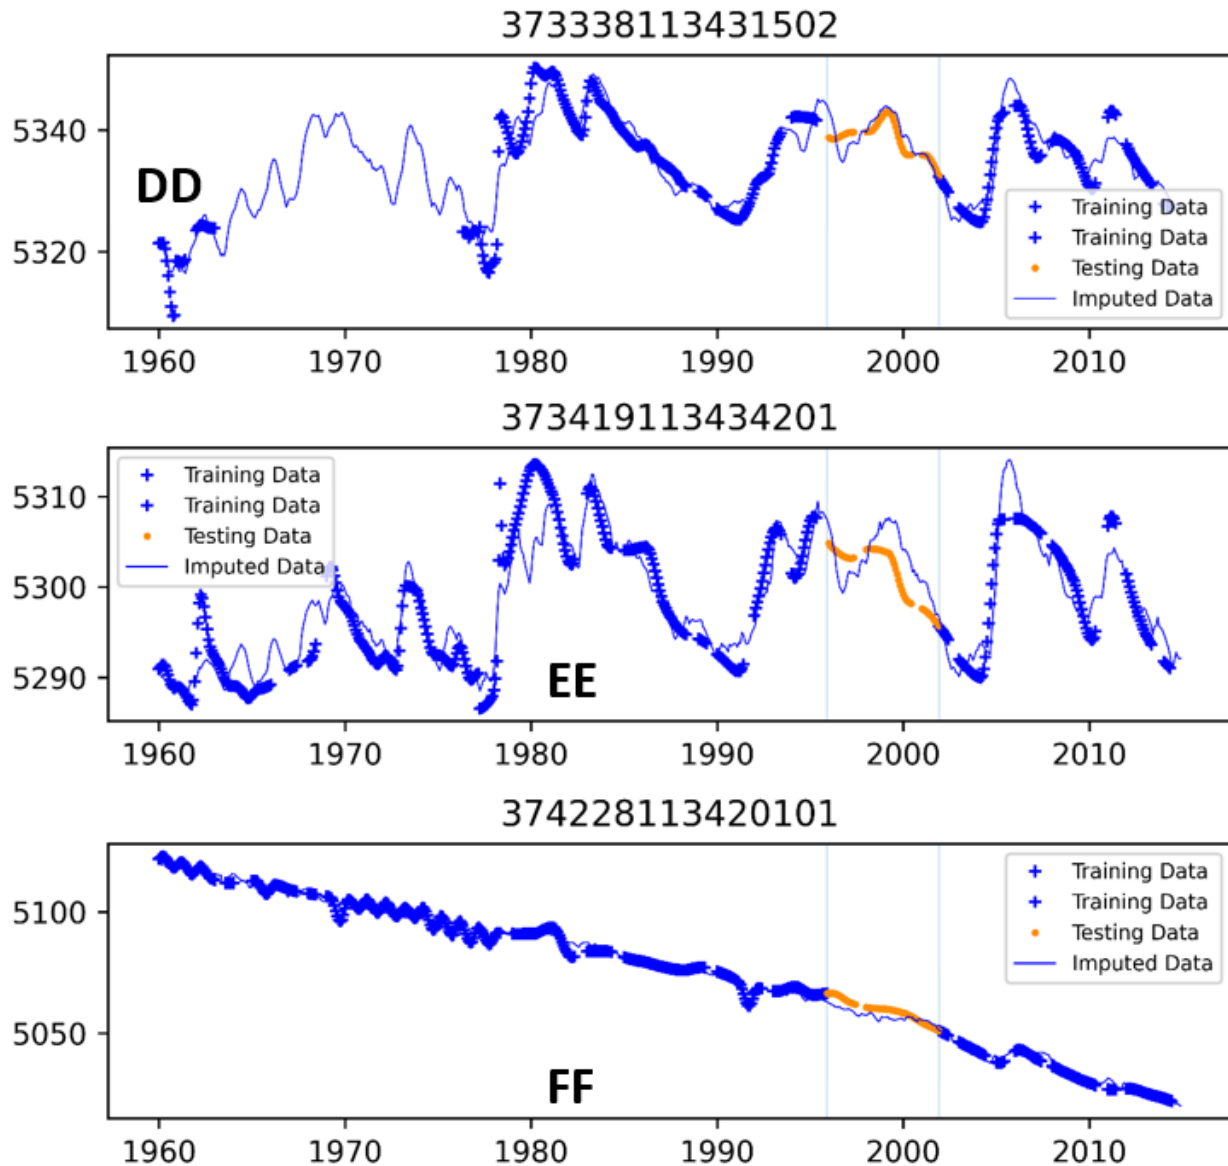 373338113431502
5340
5320
DD
Training Data
Training Data
Testing Data
Imputed Data
1960 1970 1980 1990 2000 2010
373419113434201
5310
5300
5290
Training Data
Training Data
Testing Data
Imputed Data
EE
1960 1970 1980 1990 2000 2010
374228113420101
5100
5050
Training Data
Training Data
Testing Data
Imputed Data
FF
1960 1970 1980 1990 2000 2010